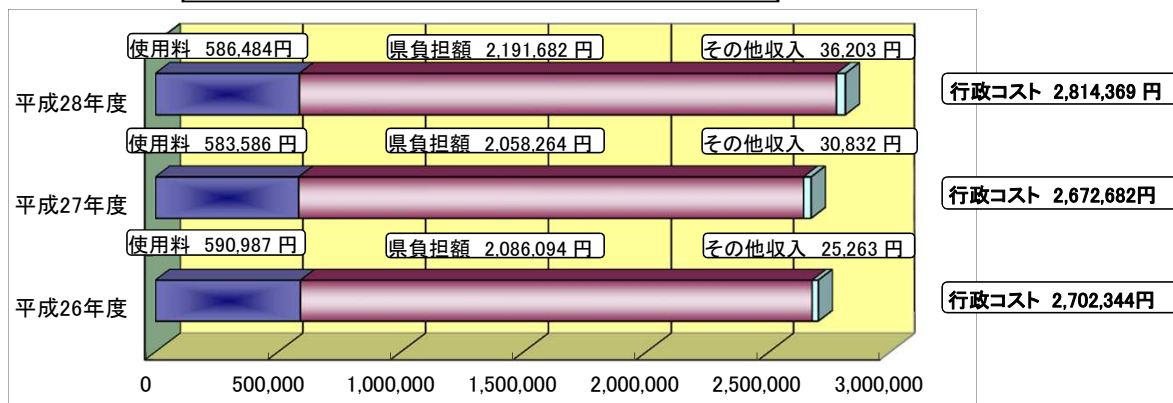 使用料 586,484円 県負担額 2,191,682 円 その他収入 36,203 円
平成28年度 行政コスト 2,814,369 円
使用料 583,586 円 県負担額 2,058,264 円 その他収入 30,832 円
平成27年度 行政コスト 2,672,682円
使用料 590,987 円 県負担額 2,086,094 円 その他収入 25,263 円
平成26年度 行政コスト 2,702,344円
0 500,000 1,000,000 1,500,000 2,000,000 2,500,000 3,000,000